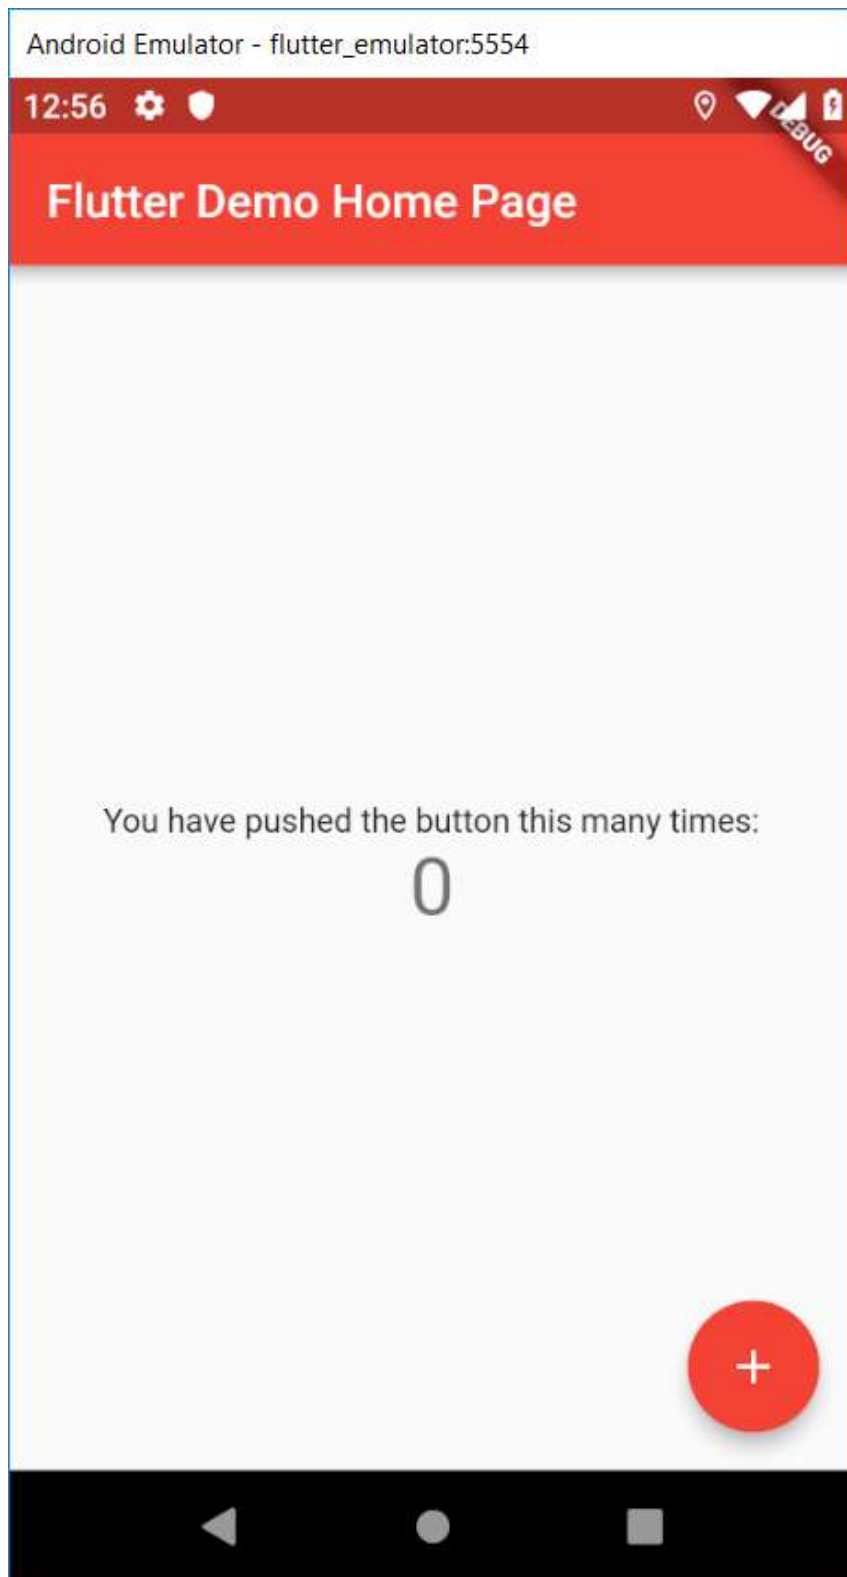 Android Emulator - flutter_emulator:5554
12:56
DEBUG
Flutter Demo Home Page
You have pushed the button this many times:
0
+